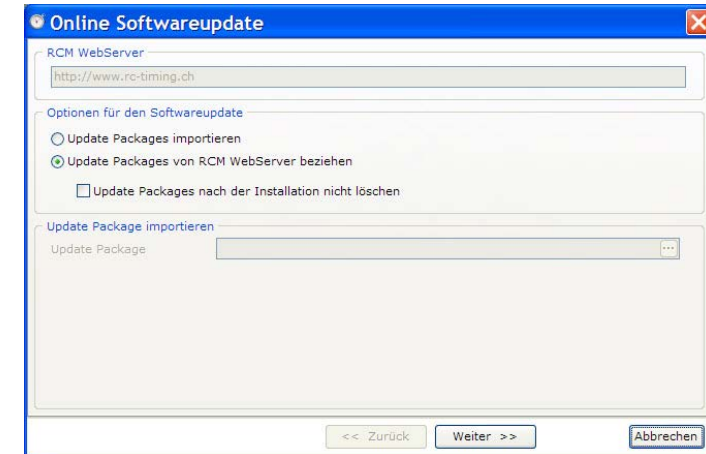 Online Softwareupdate
RCM WebServer
http://www.rc-timing.ch
Optionen für den Softwareupdate
Update Packages importieren
Update Packages von RCM WebServer beziehen
Update Packages nach der Installation nicht löschen
Update Package importieren
Update Package ...
<< Zurück Weiter >> Abbrechen